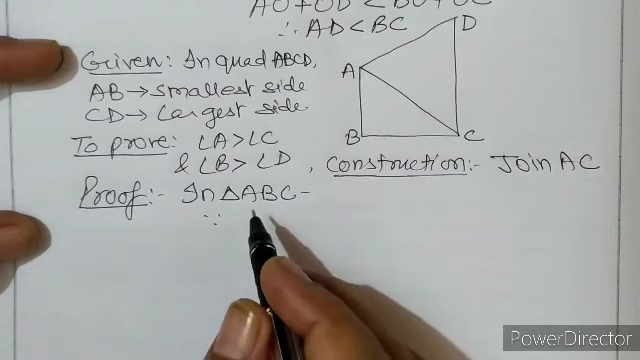 ∴ AD < BC
Given: In quad ABCD,
AB → Smallest side
CD → Largest side.
To prove: ∠A > ∠C
& ∠B > ∠D, Construction:- Join AC
Proof:- In △ABC-
∵
A
B
C
D
PowerDirector